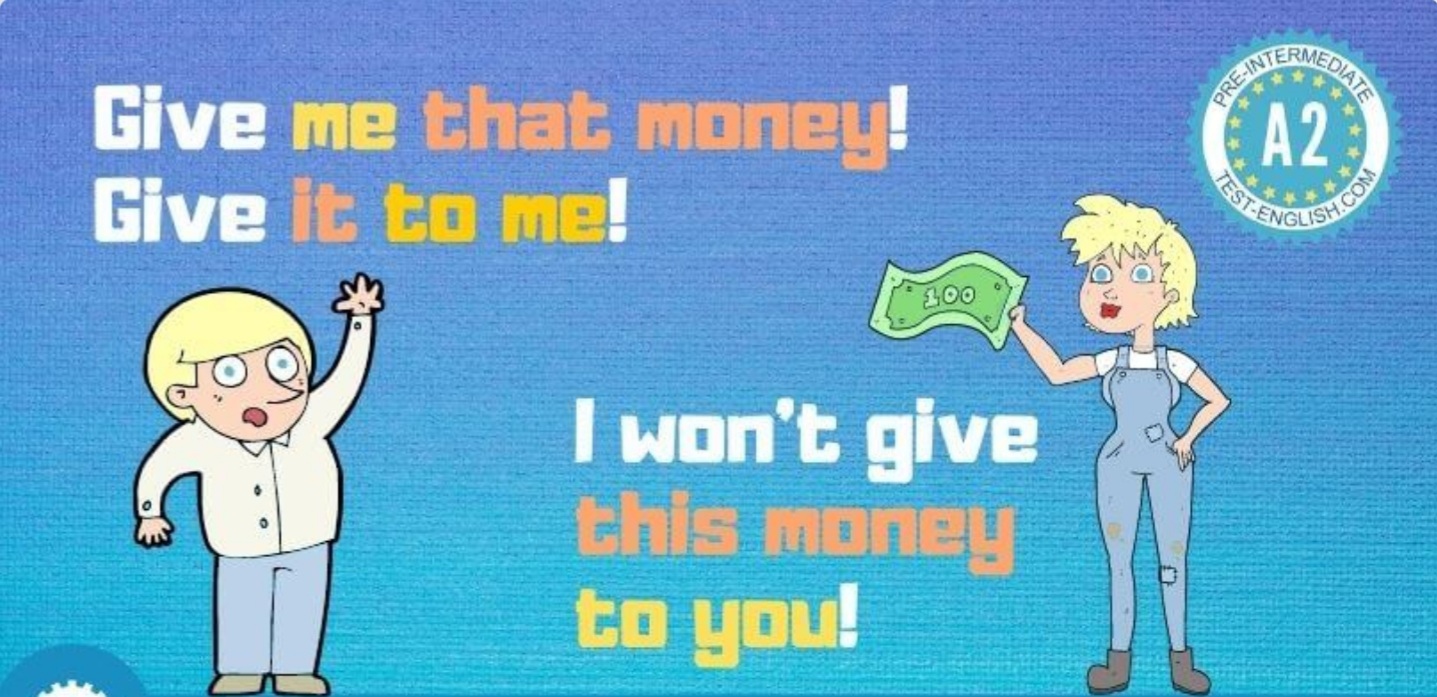 Give me that money!
Give it to me!
PRE-INTERMEDIATE
A2
TEST-ENGLISH.COM
100
I won't give
this money
to you!